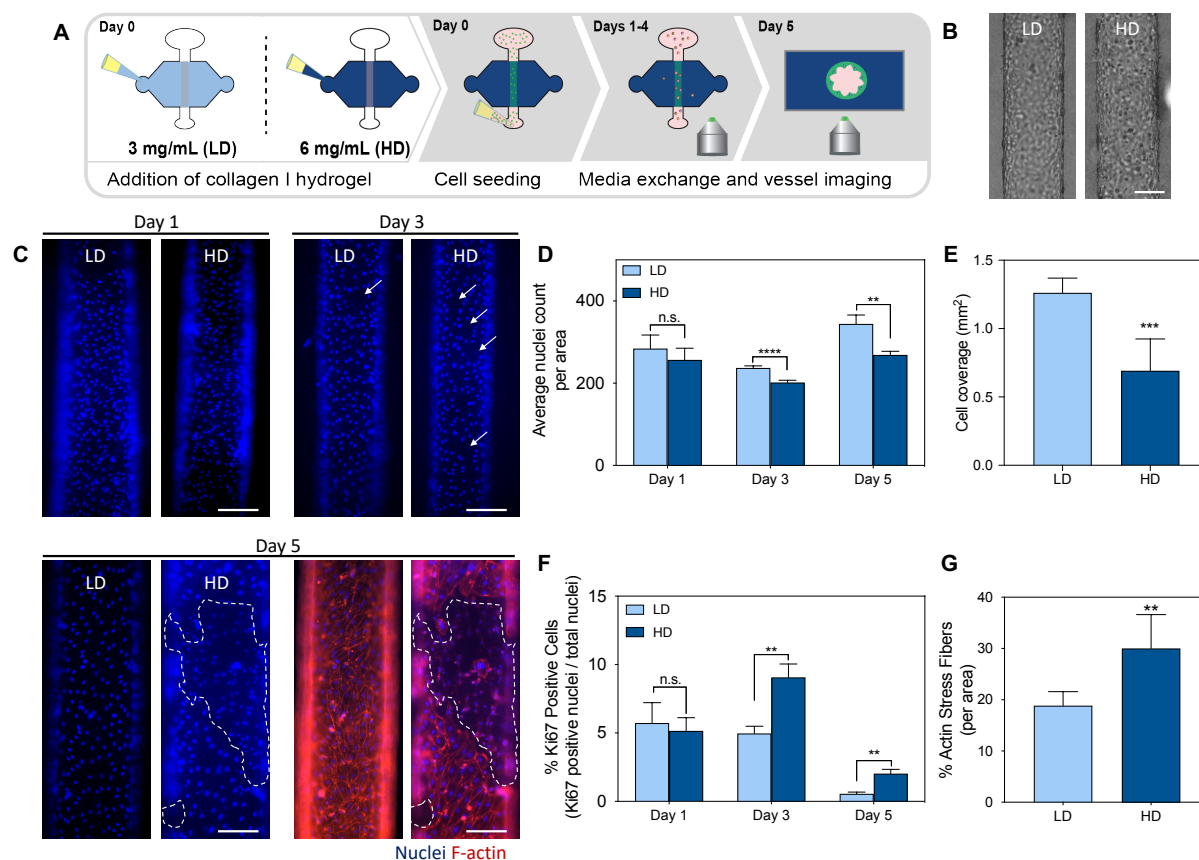 A
Day 0
Day 0
Days 1-4
Day 5
3 mg/mL (LD)
6 mg/mL (HD)
Addition of collagen I hydrogel
Cell seeding
Media exchange and vessel imaging
B
LD
HD
C
Day 1
Day 3
LD
HD
LD
HD
Day 5
LD
HD
Nuclei F-actin
D
LD
HD
Average nuclei count
per area
400
200
0
n.s.
****
**
Day 1
Day 3
Day 5
E
Cell coverage (mm²)
1.5
1.0
0.5
0.0
***
LD
HD
F
LD
HD
% Ki67 Positive Cells
(Ki67 positive nuclei / total nuclei)
15
10
5
0
n.s.
**
**
Day 1
Day 3
Day 5
G
% Actin Stress Fibers
(per area)
40
30
20
10
0
**
LD
HD